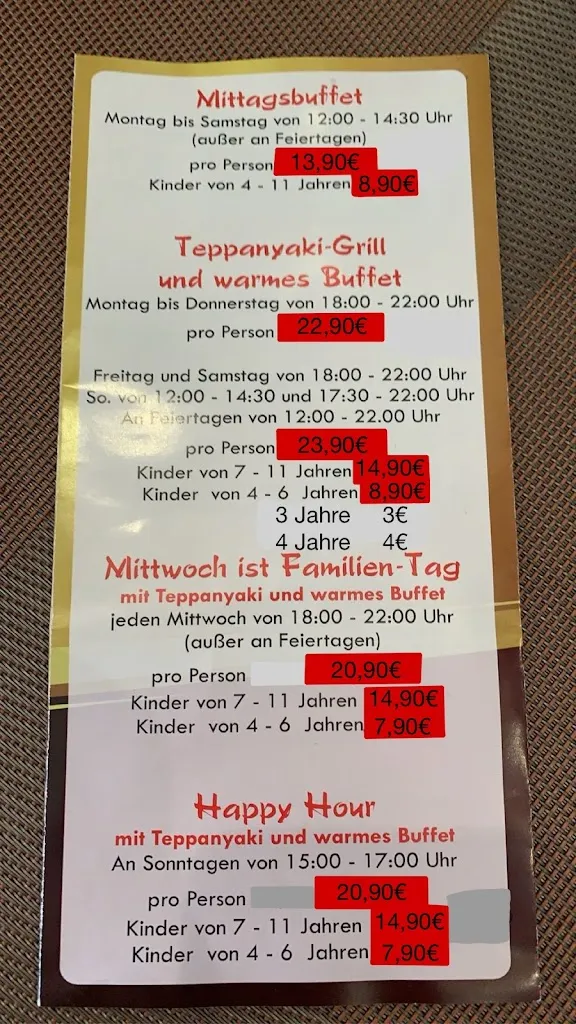 Mittagsbuffet
Montag bis Samstag von 12:00 - 14:30 Uhr
(außer an Feiertagen)
pro Person 13,90€
Kinder von 4 - 11 Jahren 8,90€
Teppanyaki-Grill
und warmes Buffet
Montag bis Donnerstag von 18:00 - 22:00 Uhr
pro Person 22,90€
Freitag und Samstag von 18:00 - 22:00 Uhr
So. von 12:00 - 14:30 und 17:30 - 22:00 Uhr
An Feiertagen von 12:00 - 22.00 Uhr
pro Person 23,90€
Kinder von 7 - 11 Jahren 14,90€
Kinder von 4 - 6 Jahren 8,90€
3 Jahre 3€
4 Jahre 4€
Mittwoch ist Familien-Tag
mit Teppanyaki und warmes Buffet
jeden Mittwoch von 18:00 - 22:00 Uhr
(außer an Feiertagen)
pro Person 20,90€
Kinder von 7 - 11 Jahren 14,90€
Kinder von 4 - 6 Jahren 7,90€
Happy Hour
mit Teppanyaki und warmes Buffet
An Sonntagen von 15:00 - 17:00 Uhr
pro Person 20,90€
Kinder von 7 - 11 Jahren 14,90€
Kinder von 4 - 6 Jahren 7,90€